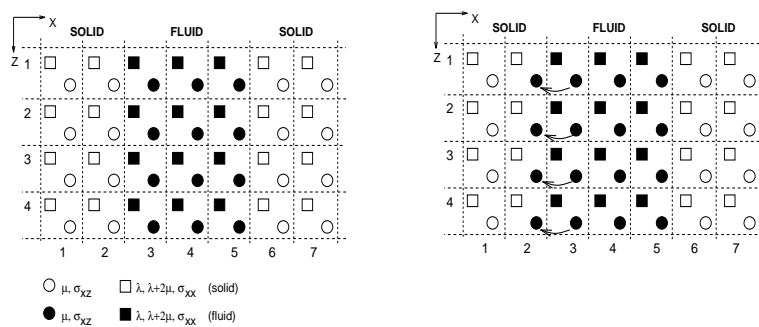 X
SOLID FLUID SOLID
Z
1
2
3
4
1 2 3 4 5 6 7
μ, σXZ λ, λ+2μ, σXX (solid)
μ, σXZ λ, λ+2μ, σXX (fluid)
X
SOLID FLUID SOLID
Z
1
2
3
4
1 2 3 4 5 6 7